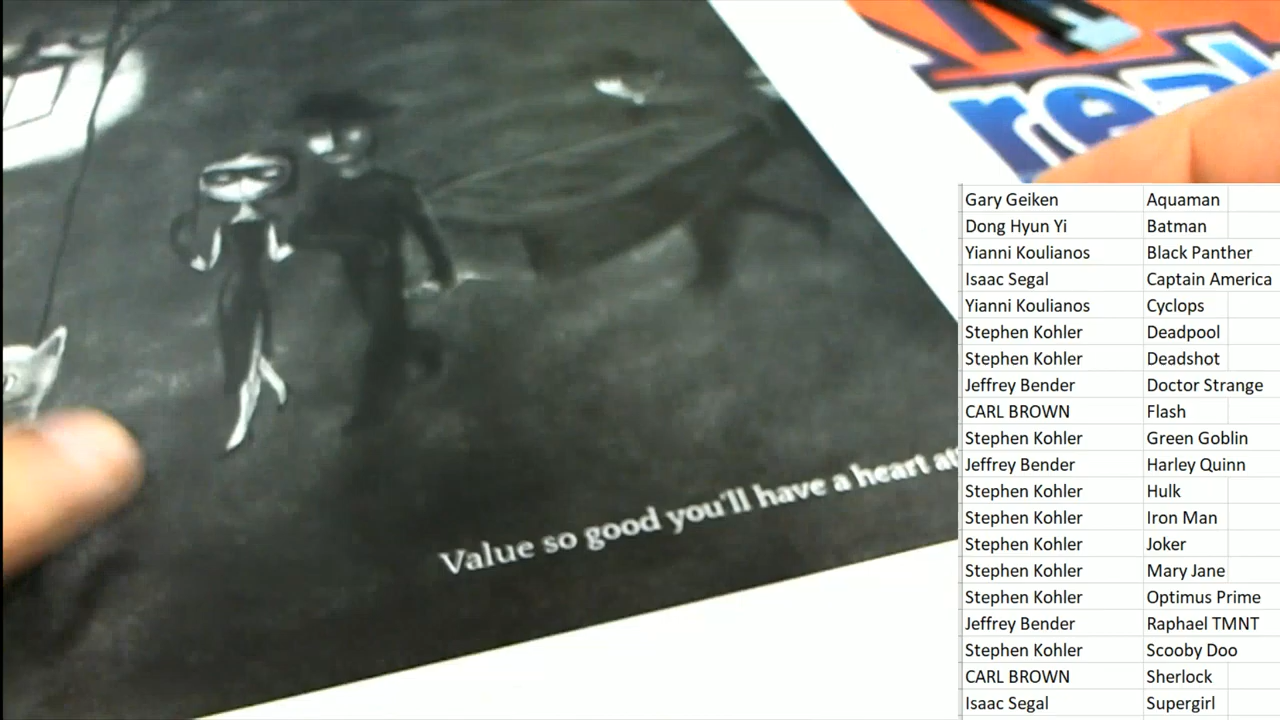 Value so good you'll have a heart
Gary Geiken Aquaman
Dong Hyun Yi Batman
Yianni Koulianos Black Panther
Isaac Segal Captain America
Yianni Koulianos Cyclops
Stephen Kohler Deadpool
Stephen Kohler Deadshot
Jeffrey Bender Doctor Strange
CARL BROWN Flash
Stephen Kohler Green Goblin
Jeffrey Bender Harley Quinn
Stephen Kohler Hulk
Stephen Kohler Iron Man
Stephen Kohler Joker
Stephen Kohler Mary Jane
Stephen Kohler Optimus Prime
Jeffrey Bender Raphael TMNT
Stephen Kohler Scooby Doo
CARL BROWN Sherlock
Isaac Segal Supergirl